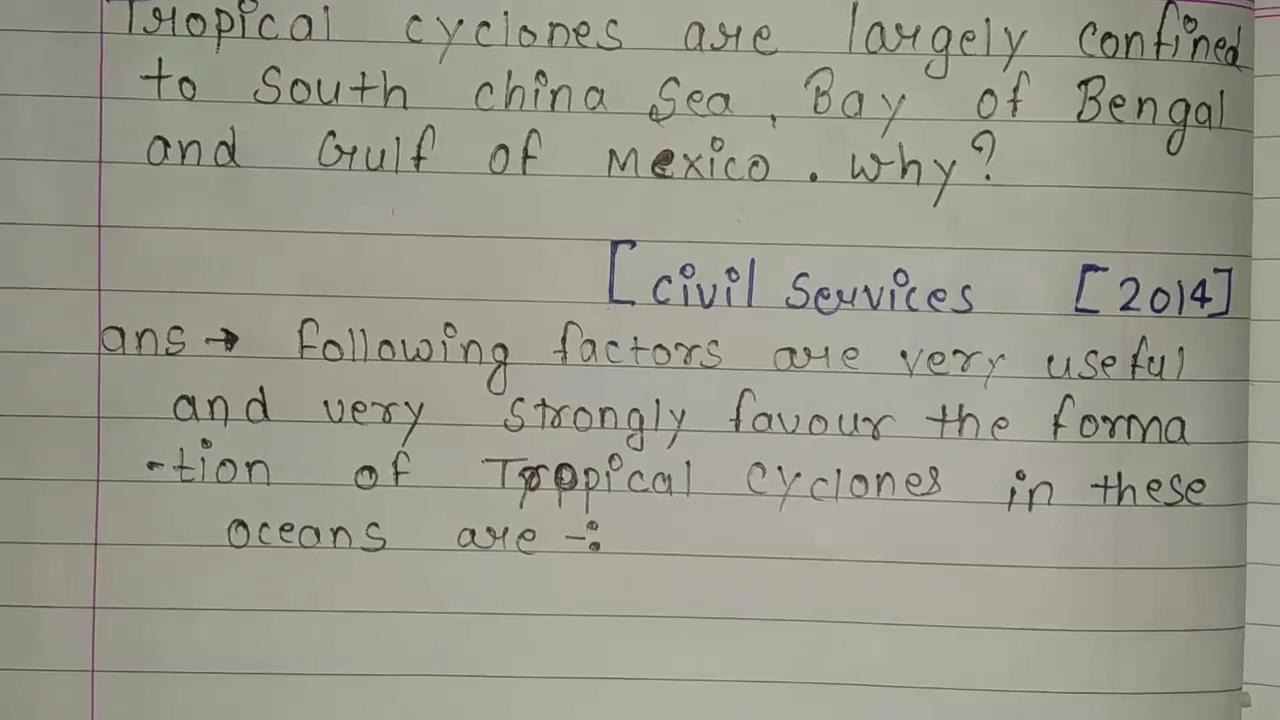 Tropical cyclones are largely confined
to South china Sea, Bay of Bengal
and Gulf of Mexico. Why?
[civil Services [2014]
ans → following factors are very useful
and very strongly favour the forma
-tion of Tropical cyclones in these
oceans are -: